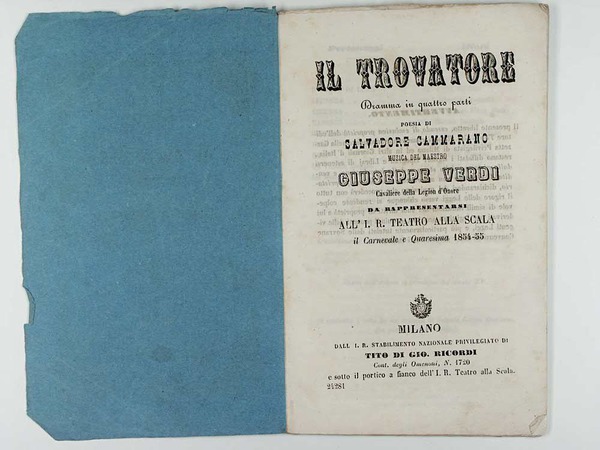 IL TROVATORE
Dramma in quattro parti
POESIA DI
SALVADORE CAMMARANO
MUSICA DEL MAESTRO
GIUSEPPE VERDI
Cavaliere della Legion d'Onore
DA RAPPRESENTARSI
ALL' I. R. TEATRO ALLA SCALA
il Carnevale e Quaresima 1854-55
MILANO
DALL' I. R. STABILIMENTO NAZIONALE PRIVILEGIATO DI
TITO DI GIO. RICORDI
Cont. degli Omenoni, N. 1720
e sotto il portico a fianco dell' I. R. Teatro alla Scala.
24281